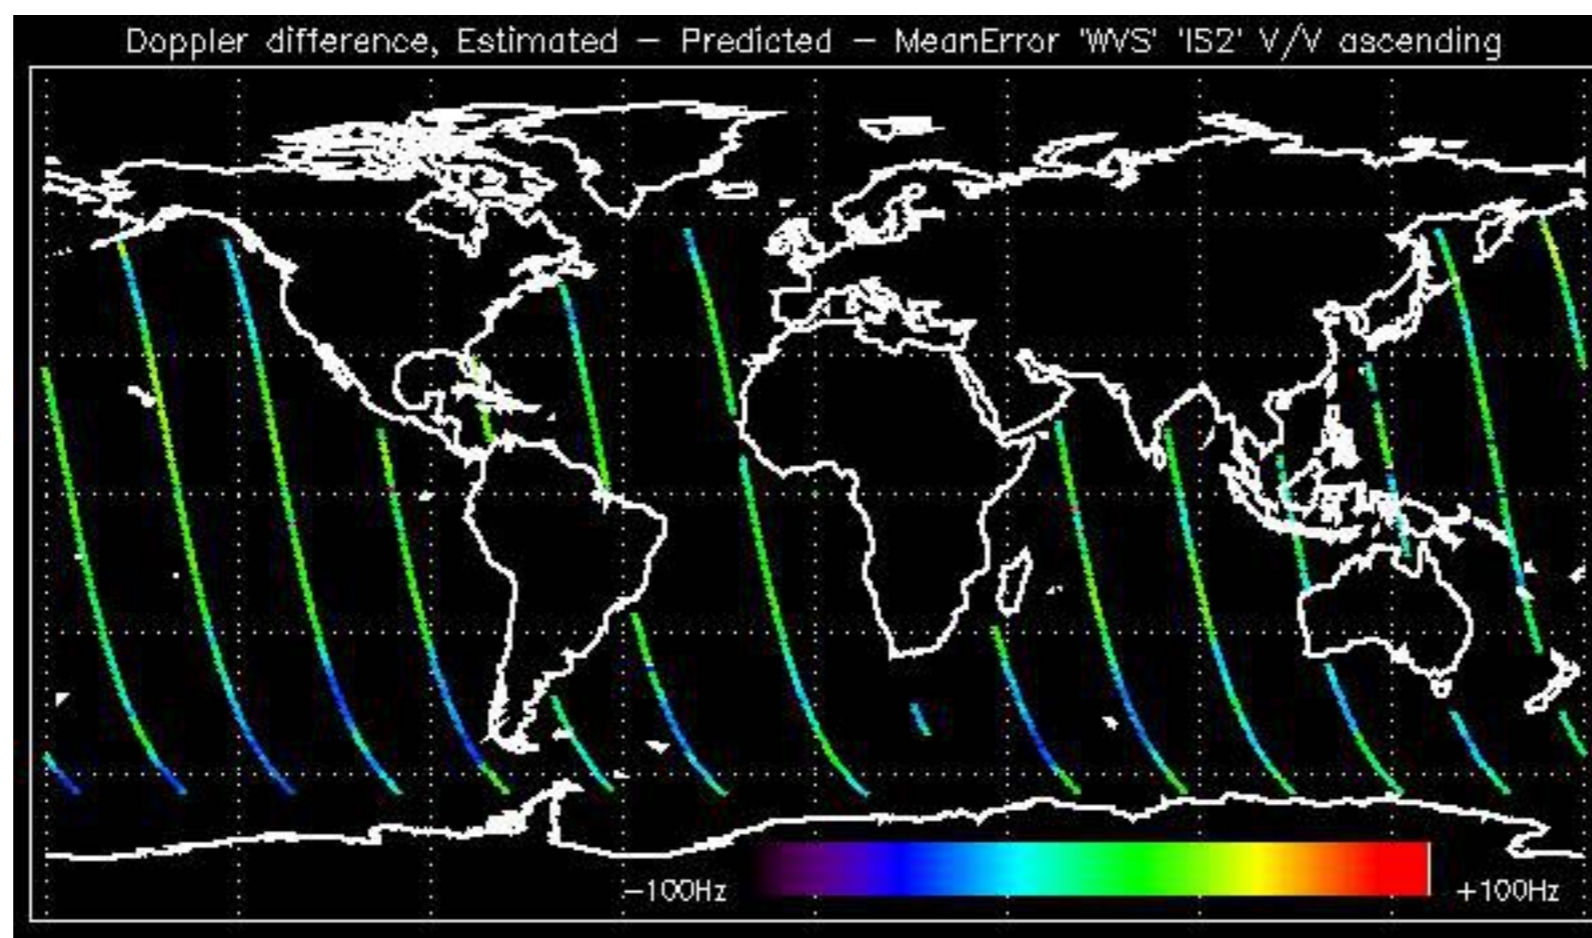 Doppler difference, Estimated – Predicted – MeanError 'WVS' 'IS2' V/V ascending
–100Hz
+100Hz